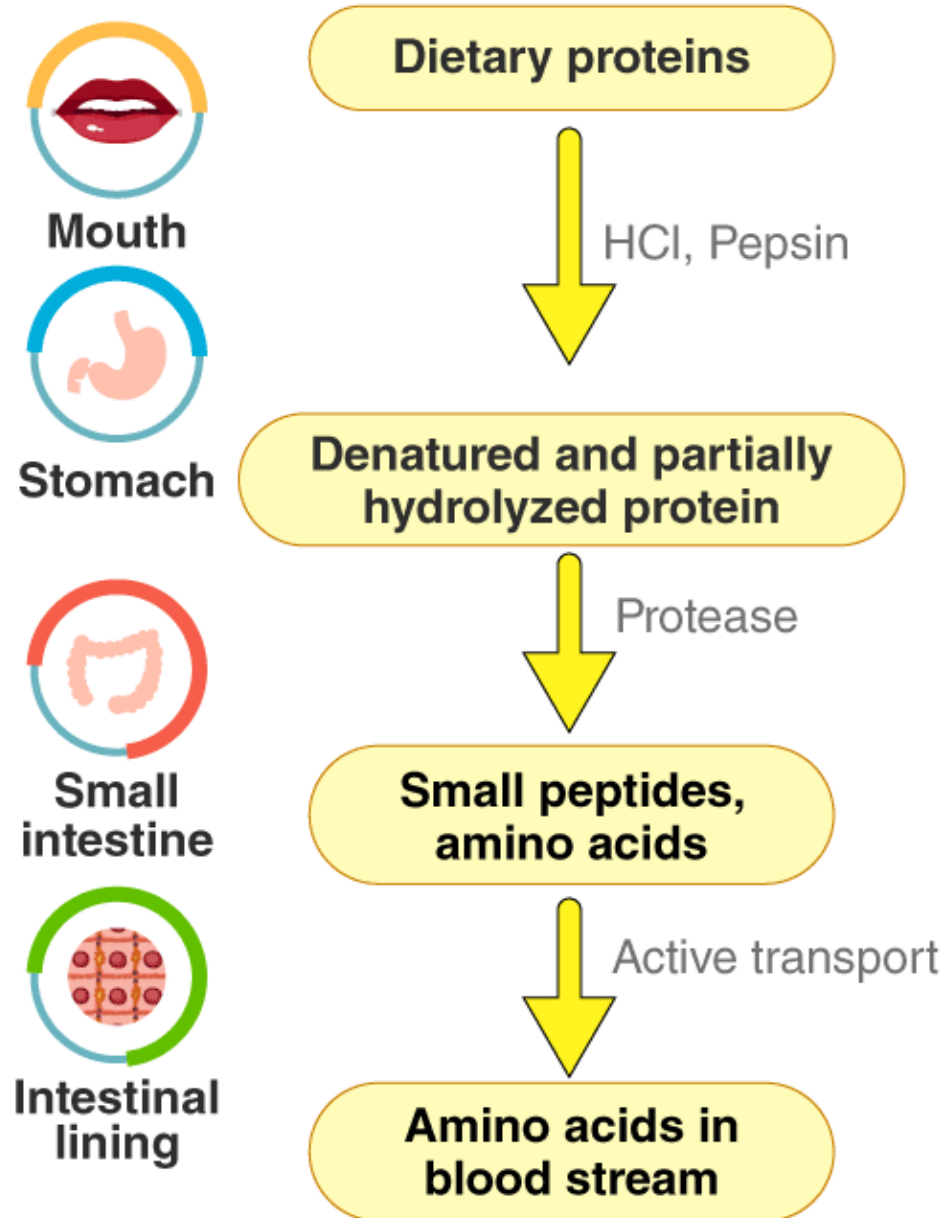 Dietary proteins
Mouth
HCl, Pepsin
Stomach
Denatured and partially
hydrolyzed protein
Protease
Small
intestine
Small peptides,
amino acids
Active transport
Intestinal
lining
Amino acids in
blood stream